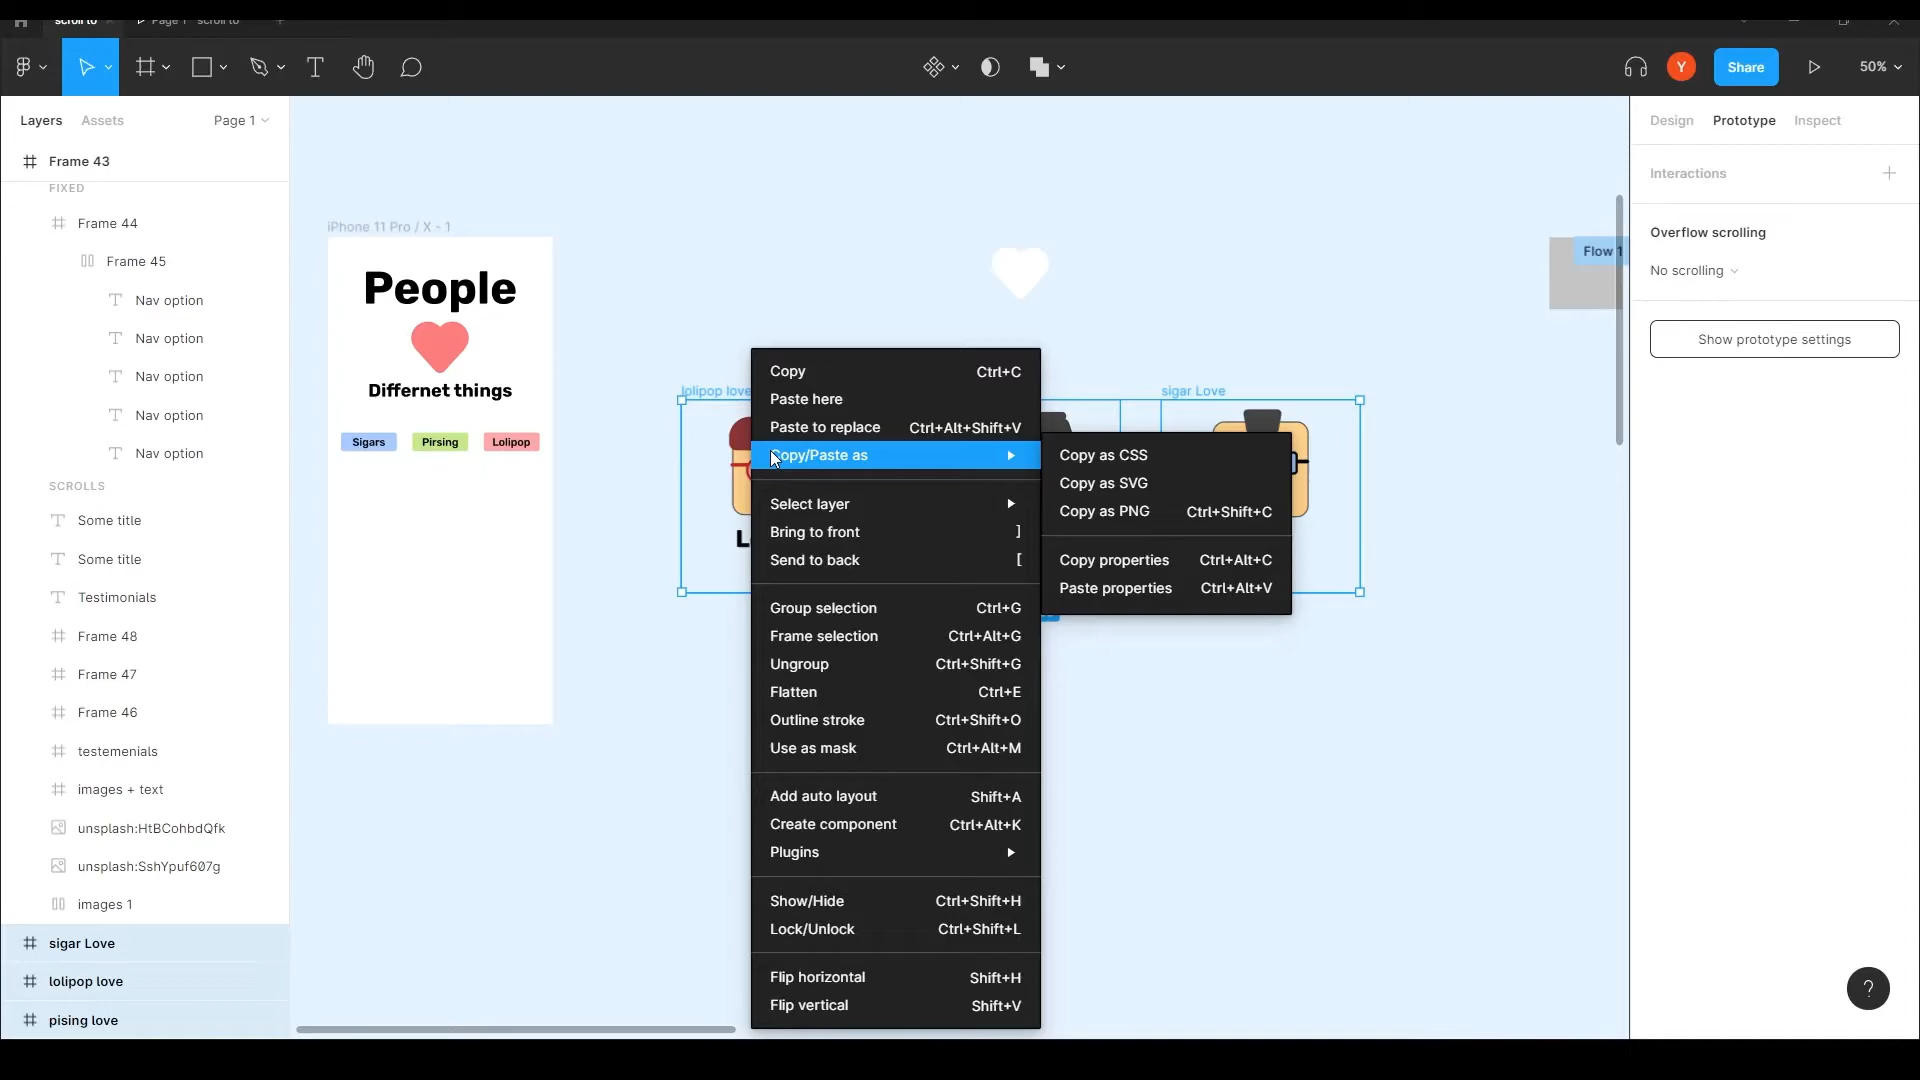 scroll to
Page 1
scroll to
Y
Share
50%
Layers
Assets
Page 1
Frame 43
FIXED
Frame 44
Frame 45
Nav option
Nav option
Nav option
Nav option
Nav option
SCROLLS
Some title
Some title
Testimonials
Frame 48
Frame 47
Frame 46
testemenials
images + text
unsplash:HtBCohbdQfk
unsplash:SshYpuf607g
images 1
sigar Love
lolipop love
pising love
iPhone 11 Pro / X - 1
People
Differnet things
Sigars
Pirsing
Lolipop
lolipop love
sigar Love
Flow 1
Copy Ctrl+C
Paste here
Paste to replace Ctrl+Alt+Shift+V
Copy/Paste as
Select layer
Bring to front ]
Send to back [
Group selection Ctrl+G
Frame selection Ctrl+Alt+G
Ungroup Ctrl+Shift+G
Flatten Ctrl+E
Outline stroke Ctrl+Shift+O
Use as mask Ctrl+Alt+M
Add auto layout Shift+A
Create component Ctrl+Alt+K
Plugins
Show/Hide Ctrl+Shift+H
Lock/Unlock Ctrl+Shift+L
Flip horizontal Shift+H
Flip vertical Shift+V
Copy as CSS
Copy as SVG
Copy as PNG Ctrl+Shift+C
Copy properties Ctrl+Alt+C
Paste properties Ctrl+Alt+V
Design
Prototype
Inspect
Interactions
Overflow scrolling
No scrolling
Show prototype settings
?